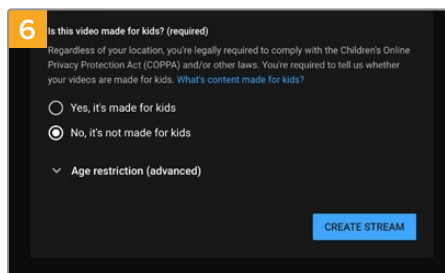 6
Is this video made for kids? (required)
Regardless of your location, you're legally required to comply with the Children's Online
Privacy Protection Act (COPPA) and/or other laws. You're required to tell us whether
your videos are made for kids. What's content made for kids?
Yes, it's made for kids
No, it's not made for kids
Age restriction (advanced)
CREATE STREAM